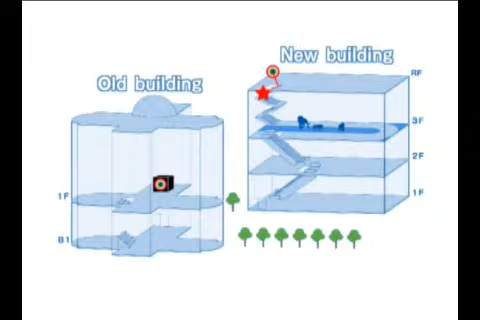 New building
Old building
RF
3F
2F
1F
1F
B1